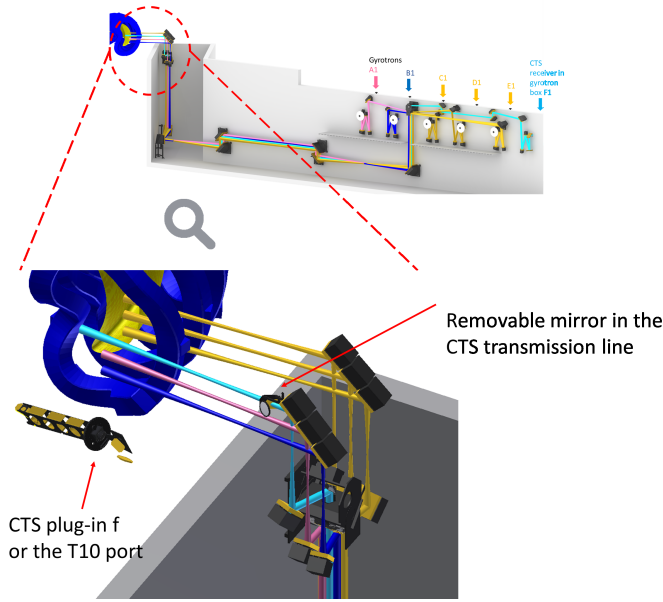 Gyrotrons
A1
B1
C1
D1
E1
CTS
receiver in
gyrotron
box F1
Removable mirror in the
CTS transmission line
CTS plug-in f
or the T10 port